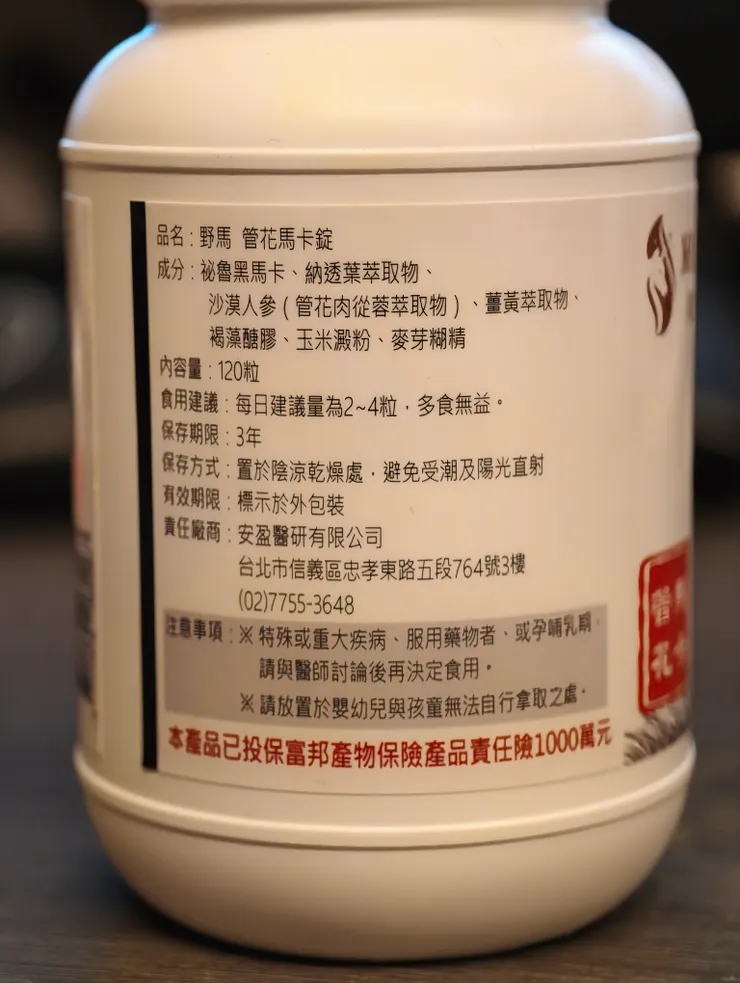 品名：野馬 管花馬卡錠
成分：祕魯黑馬卡、納透葉萃取物、
沙漠人參（管花肉從蓉萃取物）、薑黃萃取物、
褐藻醣膠、玉米澱粉、麥芽糊精
內容量：120粒
食用建議：每日建議量為2~4粒，多食無益。
保存期限：3年
保存方式：置於陰涼乾燥處，避免受潮及陽光直射
有效期限：標示於外包裝
責任廠商：安盈醫研有限公司
台北市信義區忠孝東路五段764號3樓
(02)7755-3648
注意事項：※ 特殊或重大疾病、服用藥物者、或孕哺乳期，
請與醫師討論後再決定食用。
※ 請放置於嬰幼兒與孩童無法自行拿取之處。
本產品已投保富邦產物保險產品責任險1000萬元